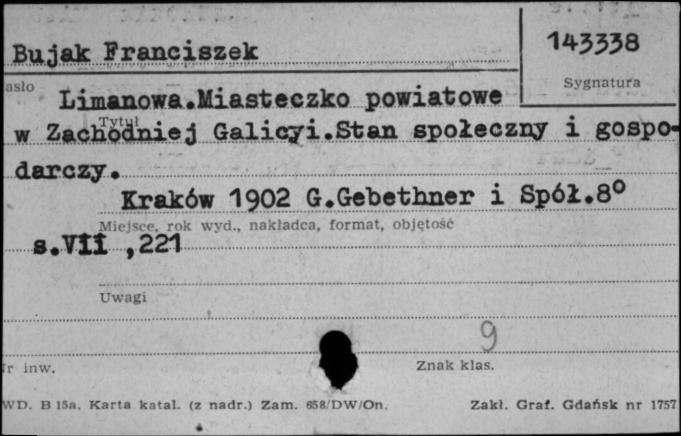 Bujak Franciszek
143338
asło
Sygnatura
Limanowa.Miasteczko powiatowe
Tytuł
w Zachodniej Galicyi.Stan społeczny i gospo-
darczy.
Kraków 1902 G.Gebethner i Spół.8°
Miejsce, rok wyd., nakładca, format, objętość
s.VII ,221
Uwagi
9
r inw.
Znak klas.
WD. B 15a. Karta katal. (z nadr.) Zam. 658/DW/On.
Zakł. Graf. Gdańsk nr 1757